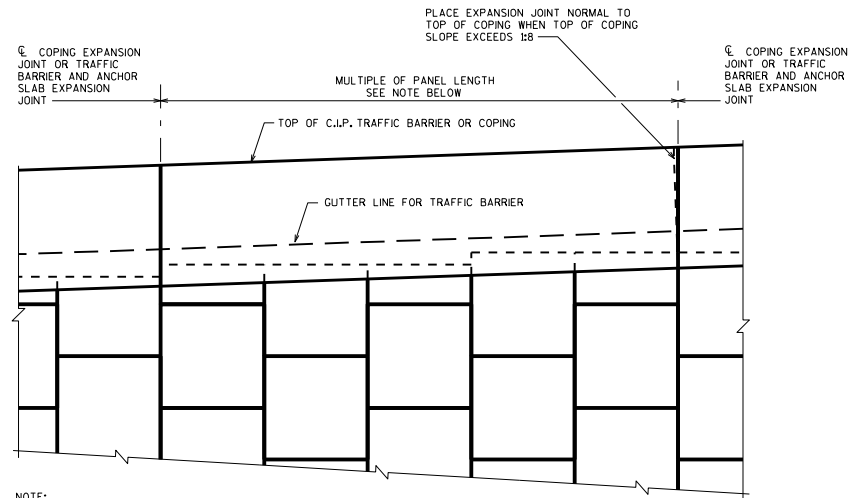 PLACE EXPANSION JOINT NORMAL TO
TOP OF COPING WHEN TOP OF COPING
SLOPE EXCEEDS 1:8
℄ COPING EXPANSION
JOINT OR TRAFFIC
BARRIER AND ANCHOR
SLAB EXPANSION
JOINT
MULTIPLE OF PANEL LENGTH
SEE NOTE BELOW
℄ COPING EXPANSION
JOINT OR TRAFFIC
BARRIER AND ANCHOR
SLAB EXPANSION
JOINT
TOP OF C.I.P. TRAFFIC BARRIER OR COPING
GUTTER LINE FOR TRAFFIC BARRIER
NOTE: